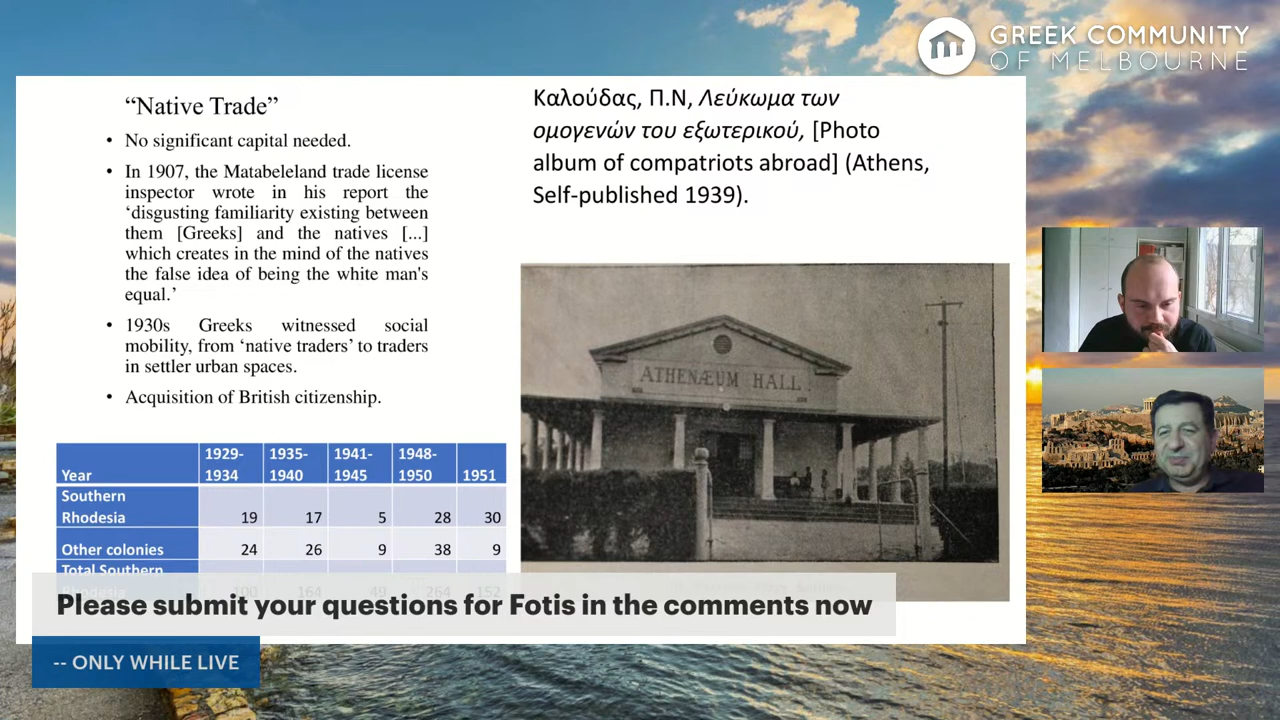 GREEK COMMUNITY
OF MELBOURNE
“Native Trade”
• No significant capital needed.
• In 1907, the Matabeleland trade license
inspector wrote in his report the
‘disgusting familiarity existing between
them [Greeks] and the natives [...]
which creates in the mind of the natives
the false idea of being the white man's
equal.’
• 1930s Greeks witnessed social
mobility, from ‘native traders’ to traders
in settler urban spaces.
• Acquisition of British citizenship.
Year 1929-1934 1935-1940 1941-1945 1948-1950 1951
Southern Rhodesia 19 17 5 28 30
Other colonies 24 26 9 38 9
Total Southern
164 49 264 152
Καλούδας, Π.Ν, Λεύκωμα των
ομογενών του εξωτερικού, [Photo
album of compatriots abroad] (Athens,
Self-published 1939).
ATHENÆUM HALL
Please submit your questions for Fotis in the comments now
-- ONLY WHILE LIVE